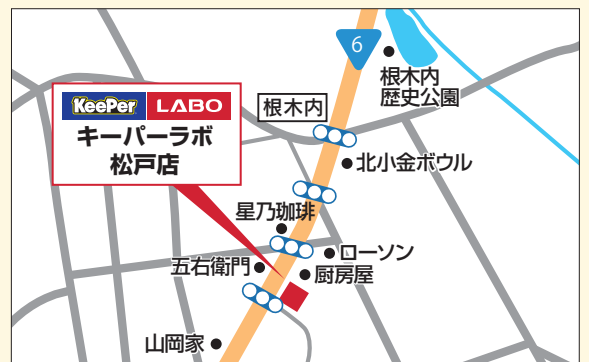 6
根木内
歴史公園
KeePer LABO
キーパーラボ
松戸店
根木内
北小金ボウル
星乃珈琲
ローソン
五右衛門
厨房屋
山岡家